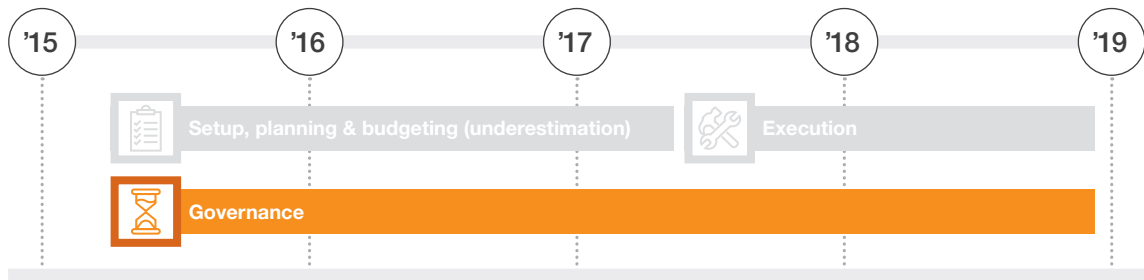 ’15 ’16 ’17 ’18 ’19
Setup, planning & budgeting (underestimation) Execution
Governance